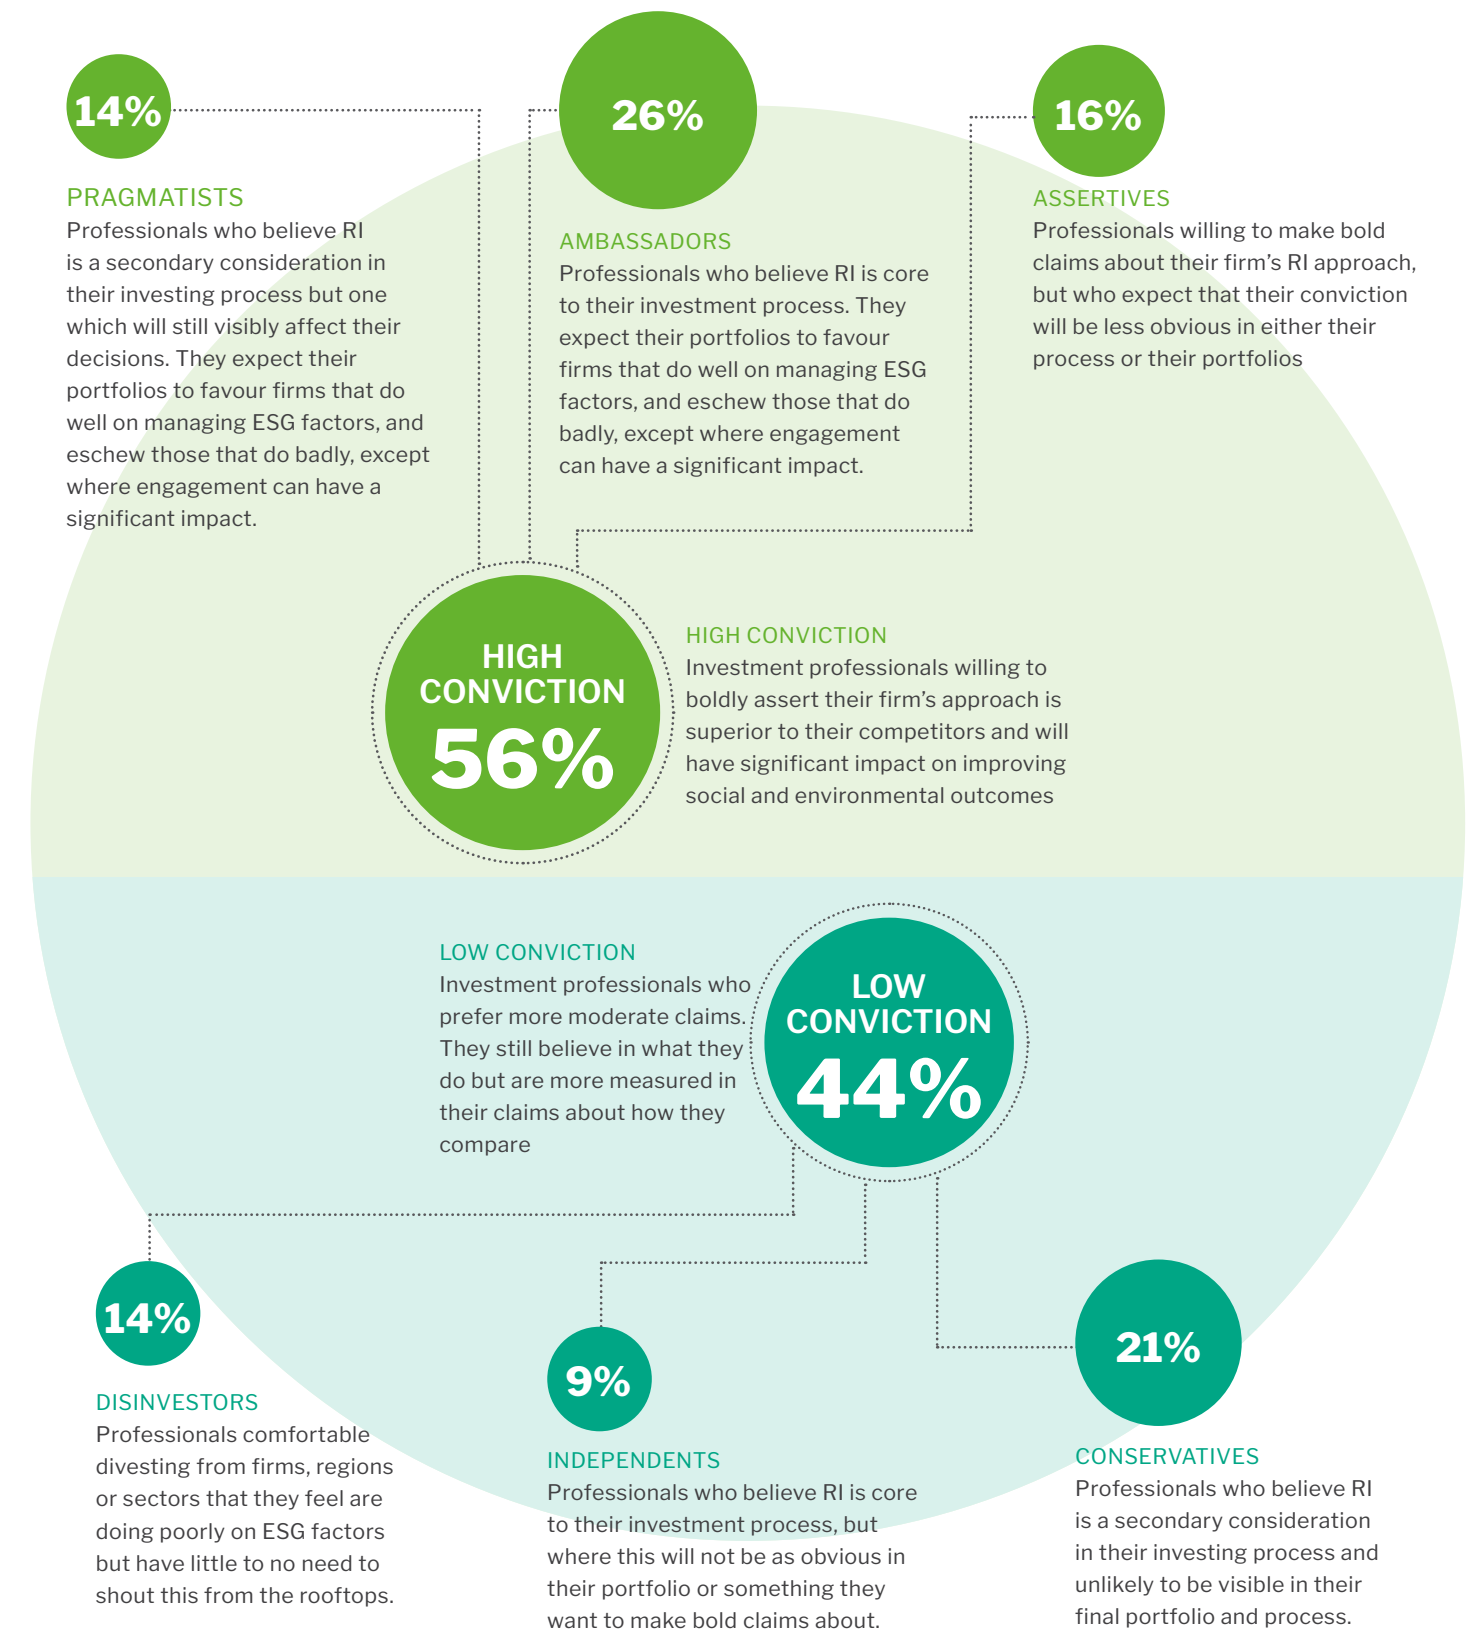 14%
PRAGMATISTS
Professionals who believe RI
is a secondary consideration in
their investing process but one
which will still visibly affect their
decisions. They expect their
portfolios to favour firms that do
well on managing ESG factors, and
eschew those that do badly, except
where engagement can have a
significant impact.
26%
AMBASSADORS
Professionals who believe RI is core
to their investment process. They
expect their portfolios to favour
firms that do well on managing ESG
factors, and eschew those that do
badly, except where engagement
can have a significant impact.
16%
ASSERTIVES
Professionals willing to make bold
claims about their firm’s RI approach,
but who expect that their conviction
will be less obvious in either their
process or their portfolios
HIGH
CONVICTION
56%
HIGH CONVICTION
Investment professionals willing to
boldly assert their firm’s approach is
superior to their competitors and will
have significant impact on improving
social and environmental outcomes
LOW CONVICTION
Investment professionals who
prefer more moderate claims.
They still believe in what they
do but are more measured in
their claims about how they
compare
LOW
CONVICTION
44%
14%
DISINVESTORS
Professionals comfortable
divesting from firms, regions
or sectors that they feel are
doing poorly on ESG factors
but have little to no need to
shout this from the rooftops.
9%
INDEPENDENTS
Professionals who believe RI is core
to their investment process, but
where this will not be as obvious in
their portfolio or something they
want to make bold claims about.
21%
CONSERVATIVES
Professionals who believe RI
is a secondary consideration
in their investing process and
unlikely to be visible in their
final portfolio and process.